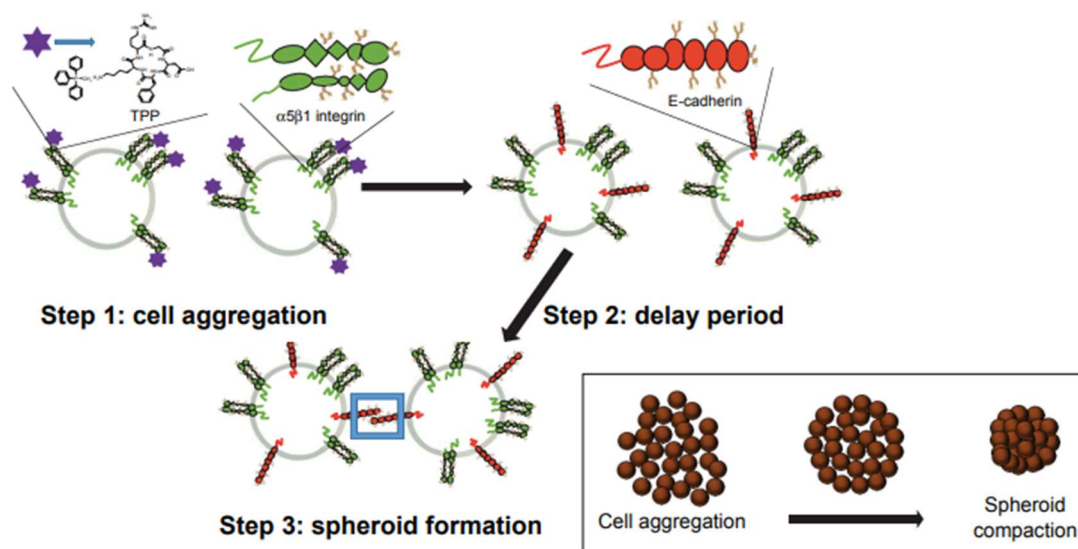 TPP
α5β1 integrin
E-cadherin
Step 1: cell aggregation
Step 2: delay period
Step 3: spheroid formation
Cell aggregation
Spheroid
compaction